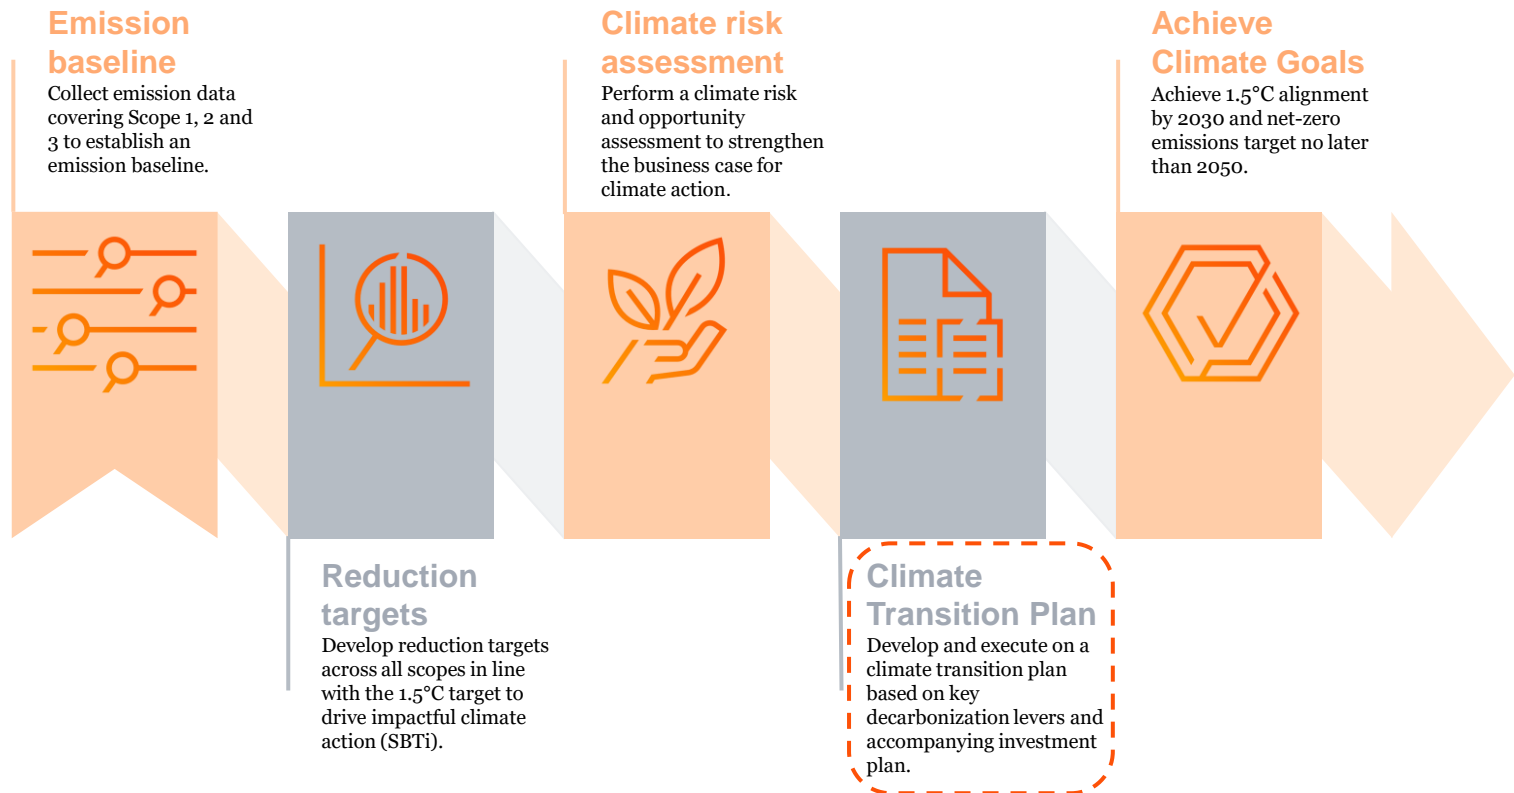 Emission
baseline
Collect emission data
covering Scope 1, 2 and
3 to establish an
emission baseline.
Reduction
targets
Develop reduction targets
across all scopes in line
with the 1.5°C target to
drive impactful climate
action (SBTi).
Climate risk
assessment
Perform a climate risk
and opportunity
assessment to strengthen
the business case for
climate action.
Climate
Transition Plan
Develop and execute on a
climate transition plan
based on key
decarbonization levers and
accompanying investment
plan.
Achieve
Climate Goals
Achieve 1.5°C alignment
by 2030 and net-zero
emissions target no later
than 2050.